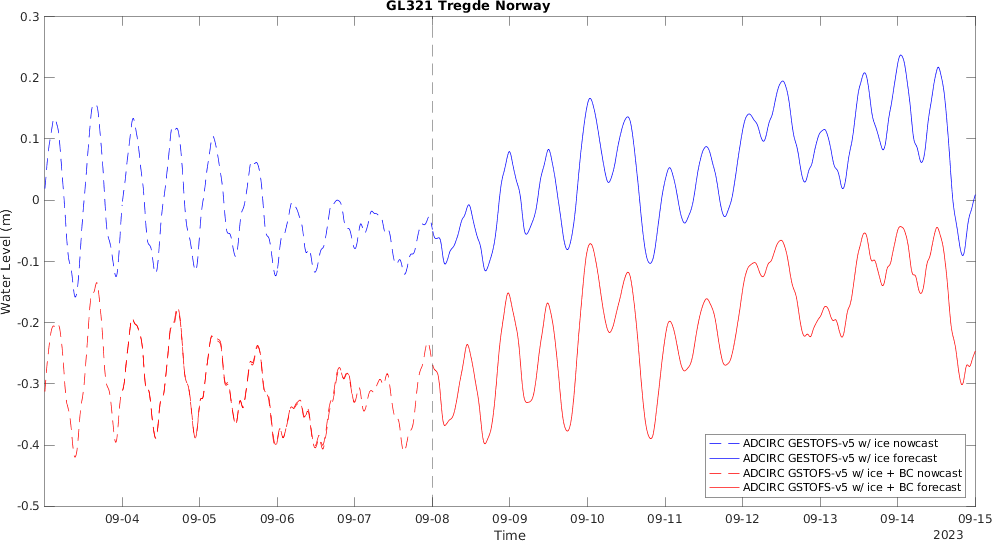 GL321 Tregde Norway
0.3
0.2
0.1
0
-0.1
-0.2
-0.3
-0.4
-0.5
Water Level (m)
ADCIRC GESTOFS-v5 w/ ice nowcast
ADCIRC GESTOFS-v5 w/ ice forecast
ADCIRC GSTOFS-v5 w/ ice + BC nowcast
ADCIRC GSTOFS-v5 w/ ice + BC forecast
09-04 09-05 09-06 09-07 09-08 09-09 09-10 09-11 09-12 09-13 09-14 09-15
Time
2023